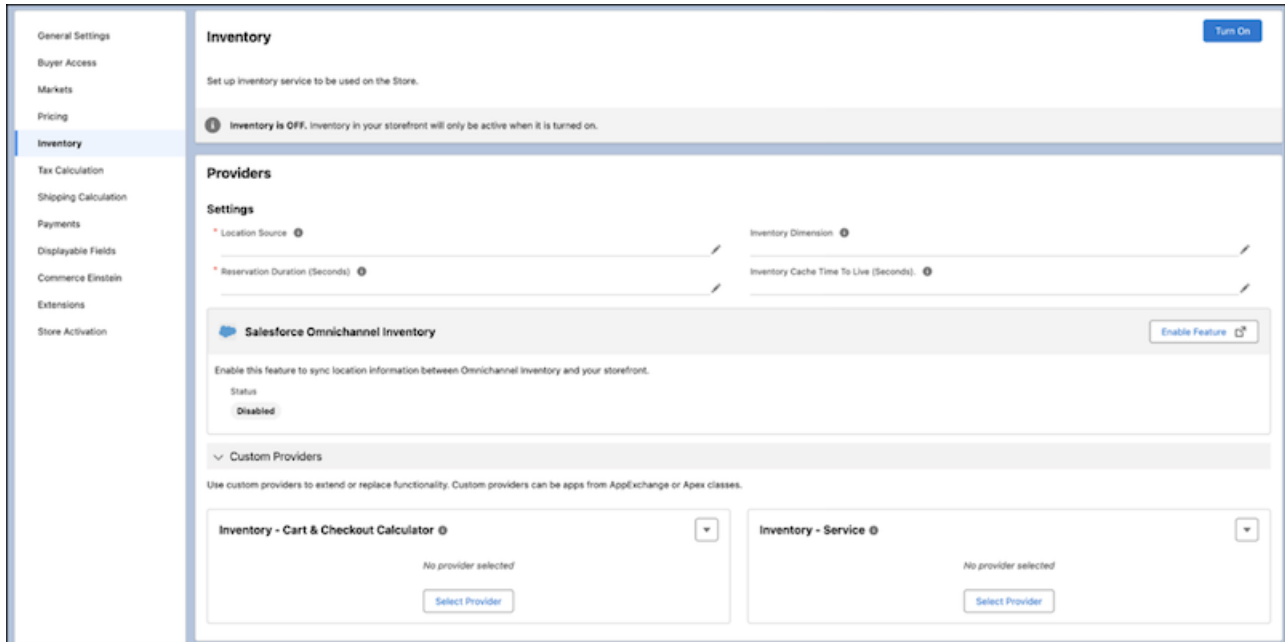 General Settings
Buyer Access
Markets
Pricing
Inventory
Tax Calculation
Shipping Calculation
Payments
Displayable Fields
Commerce Einstein
Extensions
Store Activation
Inventory
Turn On
Set up inventory service to be used on the Store.
Inventory is OFF. Inventory in your storefront will only be active when it is turned on.
Providers
Settings
* Location Source
Inventory Dimension
* Reservation Duration (Seconds)
Inventory Cache Time To Live (Seconds).
Salesforce Omnichannel Inventory
Enable Feature
Enable this feature to sync location information between Omnichannel Inventory and your storefront.
Status
Disabled
Custom Providers
Use custom providers to extend or replace functionality. Custom providers can be apps from AppExchange or Apex classes.
Inventory - Cart & Checkout Calculator
No provider selected
Select Provider
Inventory - Service
No provider selected
Select Provider